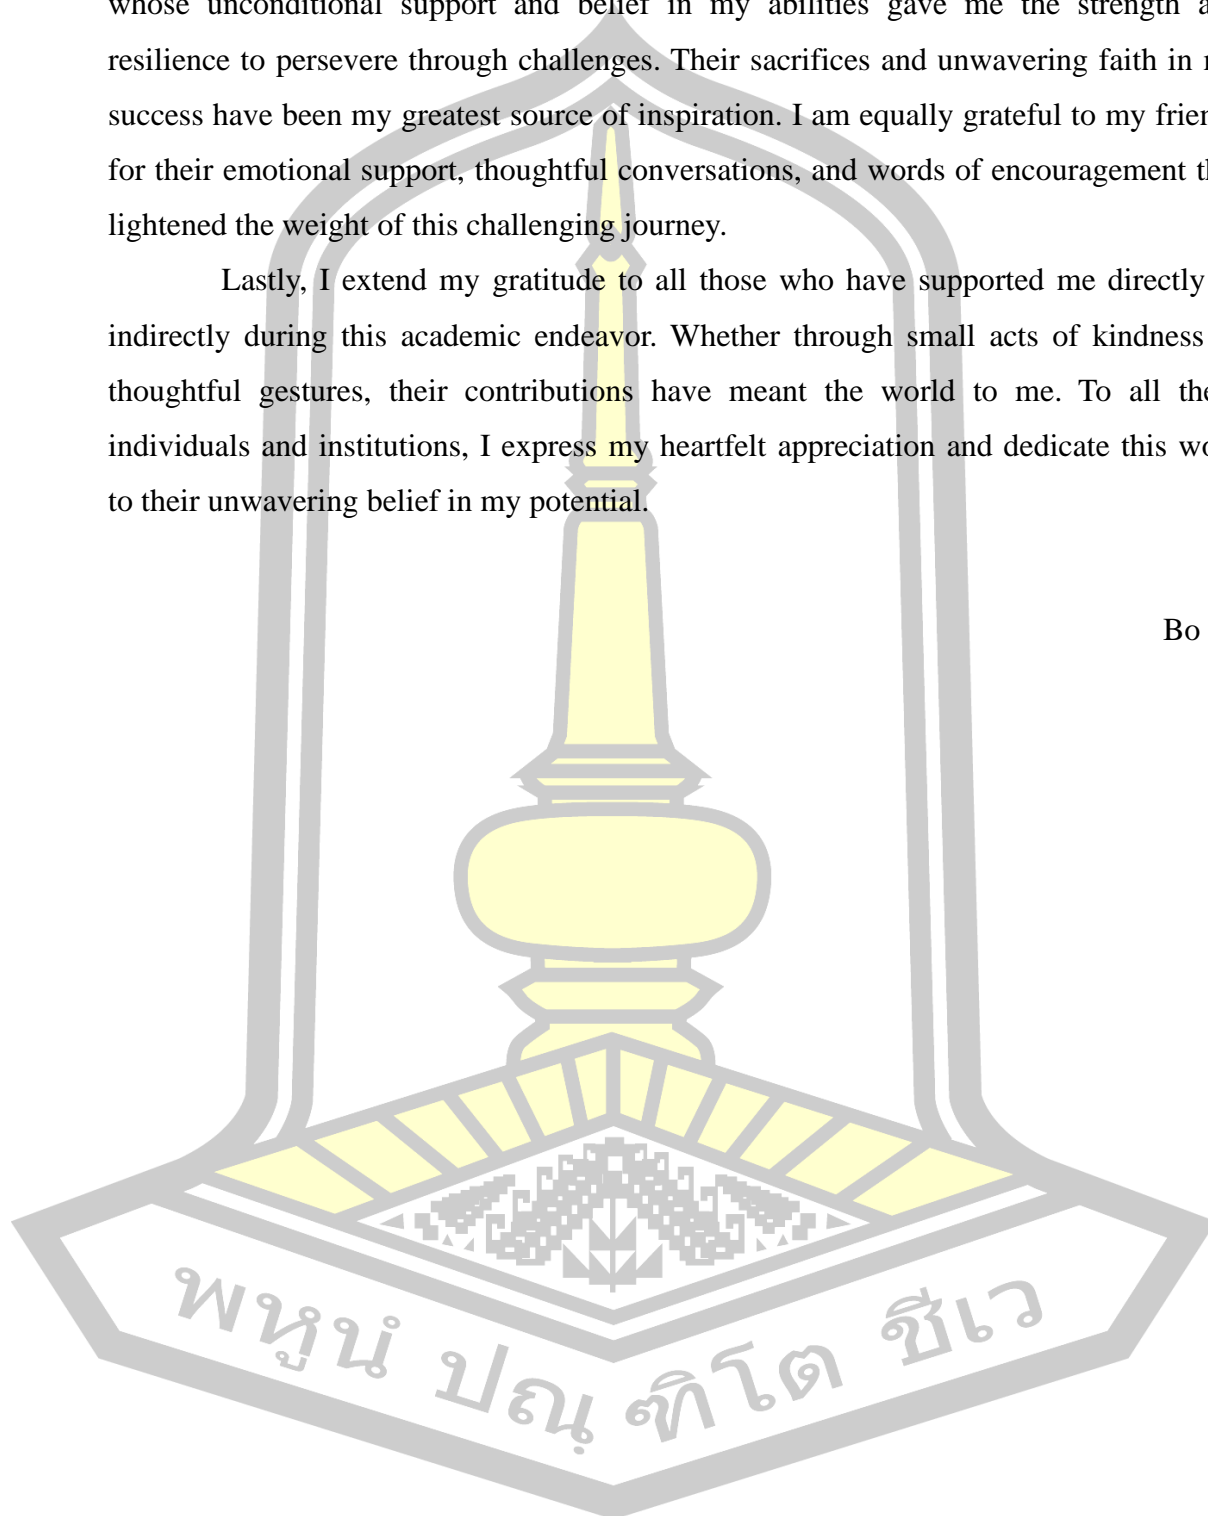 whose unconditional support and belief in my abilities gave me the strength a
resilience to persevere through challenges. Their sacrifices and unwavering faith in
success have been my greatest source of inspiration. I am equally grateful to my frien
for their emotional support, thoughtful conversations, and words of encouragement th
lightened the weight of this challenging journey.
Lastly, I extend my gratitude to all those who have supported me directly
indirectly during this academic endeavor. Whether through small acts of kindness
thoughtful gestures, their contributions have meant the world to me. To all the
individuals and institutions, I express my heartfelt appreciation and dedicate this wo
to their unwavering belief in my potential.
Bo
พหูนํ ปณฺ ฑิโต ชีเว